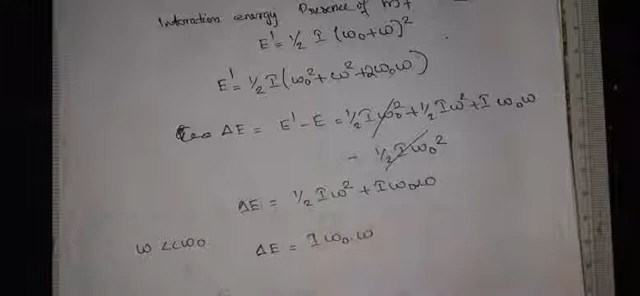 Interaction energy Presence of m.f
E' = ½ I (ω₀+ω)²
E' = ½ I (ω₀²+ω²+2ω₀ω)
ΔE = E' - E = ½ I ω₀² + ½ I ω² + I ω₀ω
- ½ I ω₀²
ΔE = ½ I ω² + I ω₀ω
ω << ω₀ ΔE = I ω₀.ω